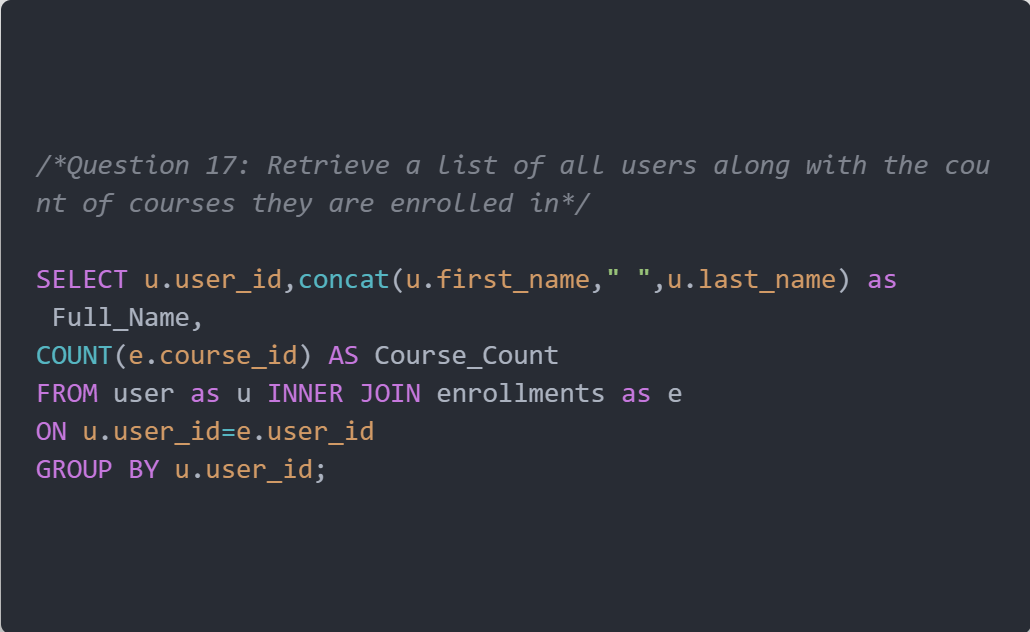 /*Question 17: Retrieve a list of all users along with the cou
nt of courses they are enrolled in*/
SELECT u.user_id,concat(u.first_name," ",u.last_name) as
 Full_Name,
COUNT(e.course_id) AS Course_Count
FROM user as u INNER JOIN enrollments as e
ON u.user_id=e.user_id
GROUP BY u.user_id;